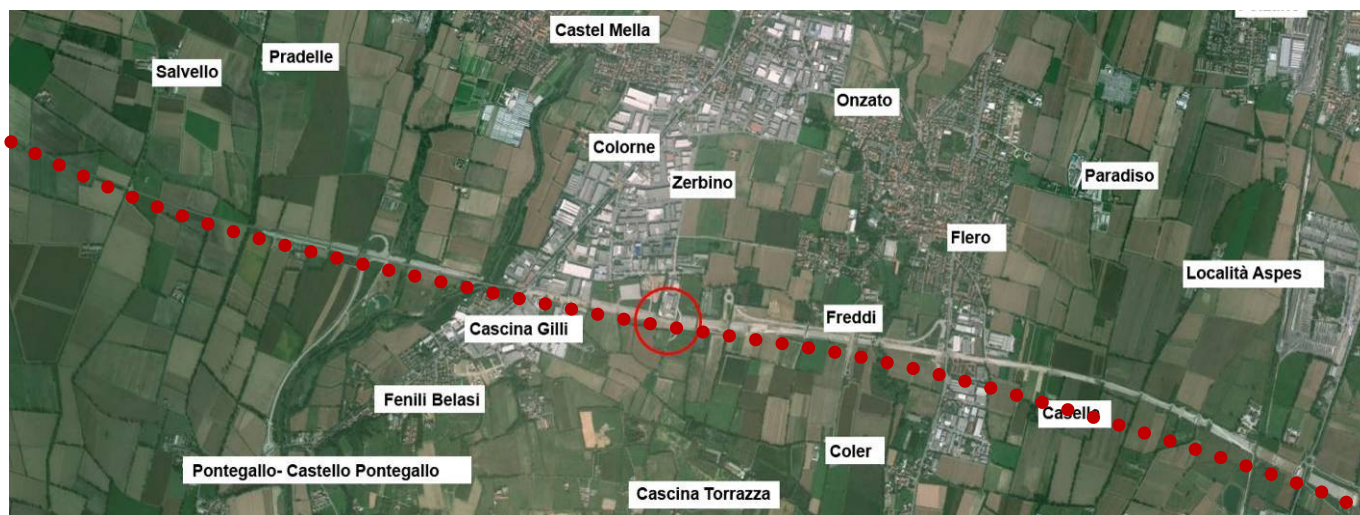 Castel Mella
Pradelle
Salvello
Onzato
Colorne
Paradiso
Zerbino
Flero
Località Aspes
Freddi
Cascina Gilli
Fenili Belasi
Casella
Coler
Pontegallo- Castello Pontegallo
Cascina Torrazza